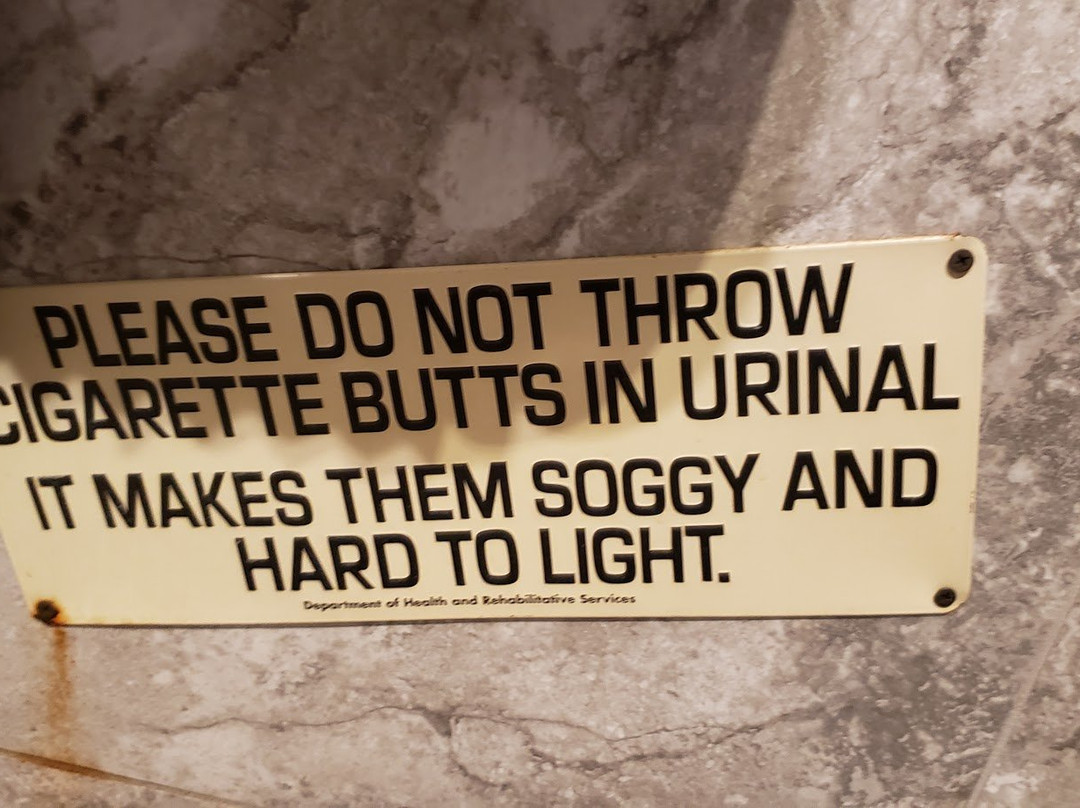 PLEASE DO NOT THROW
CIGARETTE BUTTS IN URINAL
IT MAKES THEM SOGGY AND
HARD TO LIGHT.
Department of Health and Rehabilitative Services